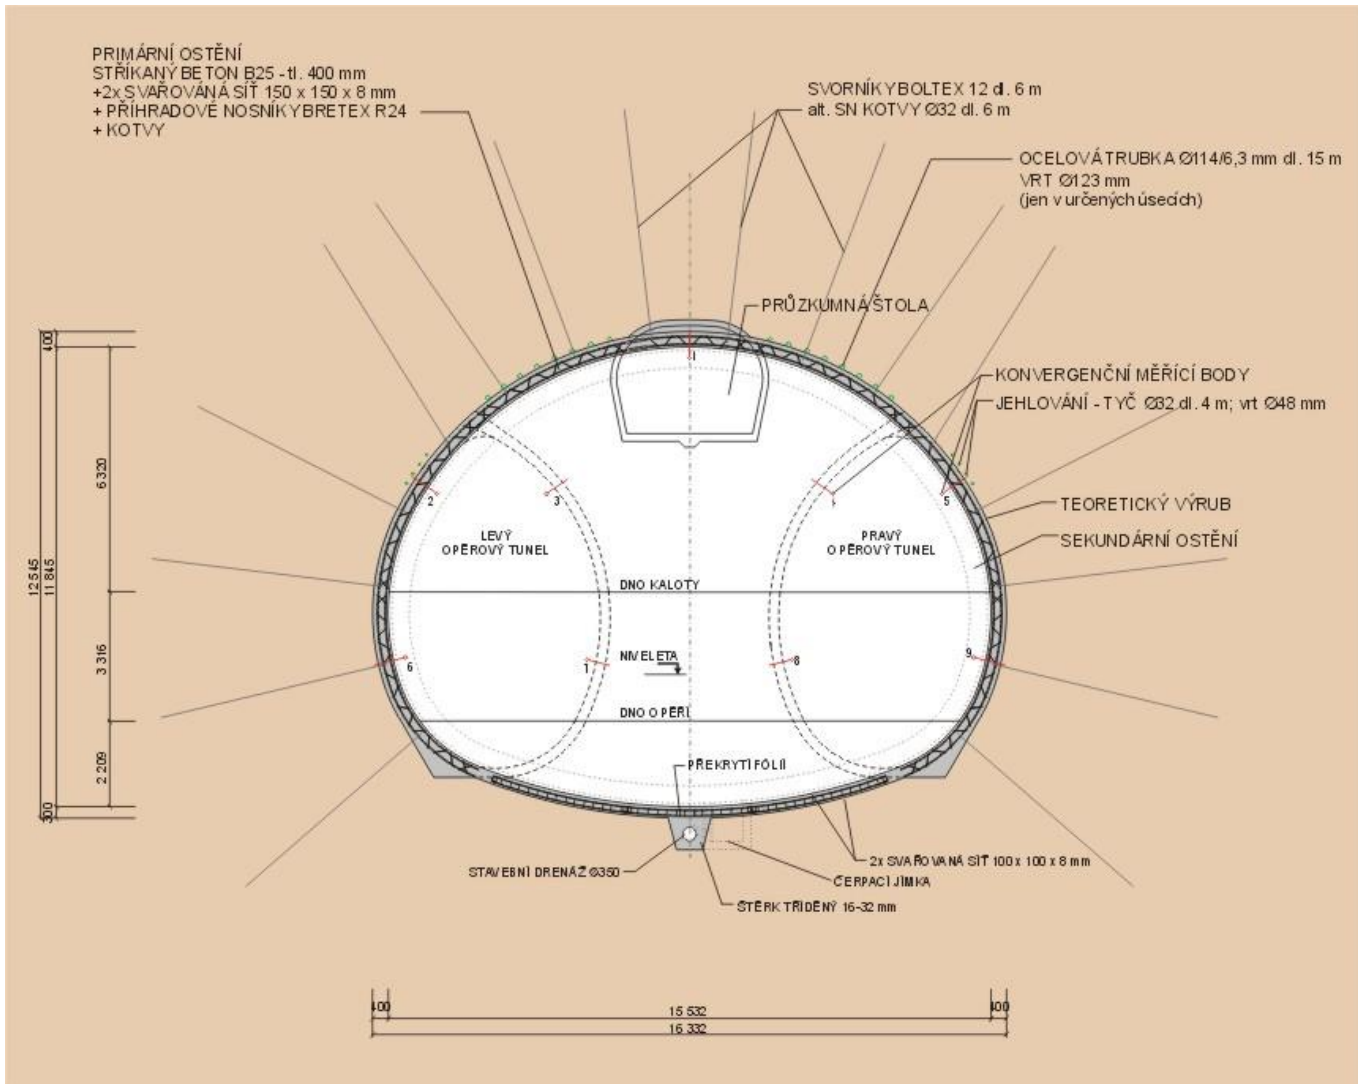 PRIMÁRNÍ OSTĚNÍ
STŘÍKANÝ BETON B25 - tl. 400 mm
+2x SVAŘOVÁNÁ SÍŤ 150 x 150 x 8 mm
+ PŘÍHRADOVÉ NOSNÍKY BRETEX R24
+ KOTVY
SVORNÍKY BOLTEX 12 dl. 6 m
alt. SN KOTVY Ø32 dl. 6 m
OCELOVÁ TRUBKA Ø114/6,3 mm dl. 15 m
VRT Ø123 mm
(jen v určených úsecích)
PRŮZKUMNÁ ŠTOLA
KONVERGENČNÍ MĚŘÍCÍ BODY
JEHLOVÁNÍ - TYČ Ø32 dl. 4 m; vrt Ø48 mm
TEORETICKÝ VÝRUB
SEKUNDÁRNÍ OSTĚNÍ
1
2
3
5
LEVÝ
OPĚROVÝ TUNEL
PRAVÝ
OPĚROVÝ TUNEL
DNO KALOTY
NIVELETA
6
1
8
9
DNO OPĚŘÍ
PŘEKRYTÍ FÓLIÍ
2x SVAŘOVANÁ SÍŤ 100 x 100 x 8 mm
STAVEBNÍ DRENÁŽ Ø350
ČERPACÍ JÍMKA
ŠTĚRK TŘÍDĚNÝ 16-32 mm
400
6 320
12 545
11 845
3 316
2 209
300
400
15 532
400
16 332